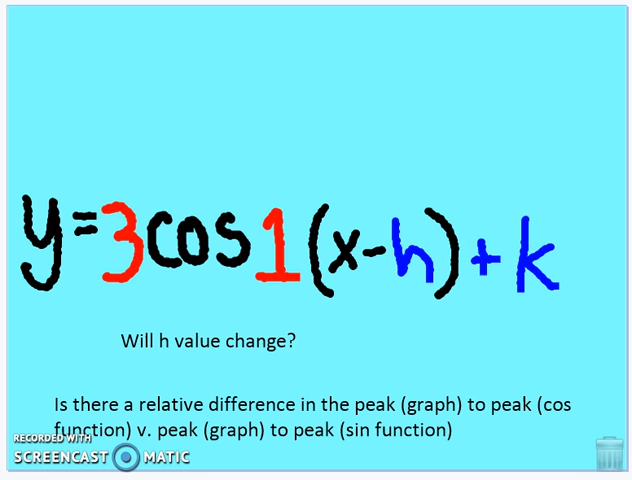 y=3cos1(x-h)+k
Will h value change?
Is there a relative difference in the peak (graph) to peak (cos
function) v. peak (graph) to peak (sin function)
RECORDED WITH
SCREENCAST MATIC